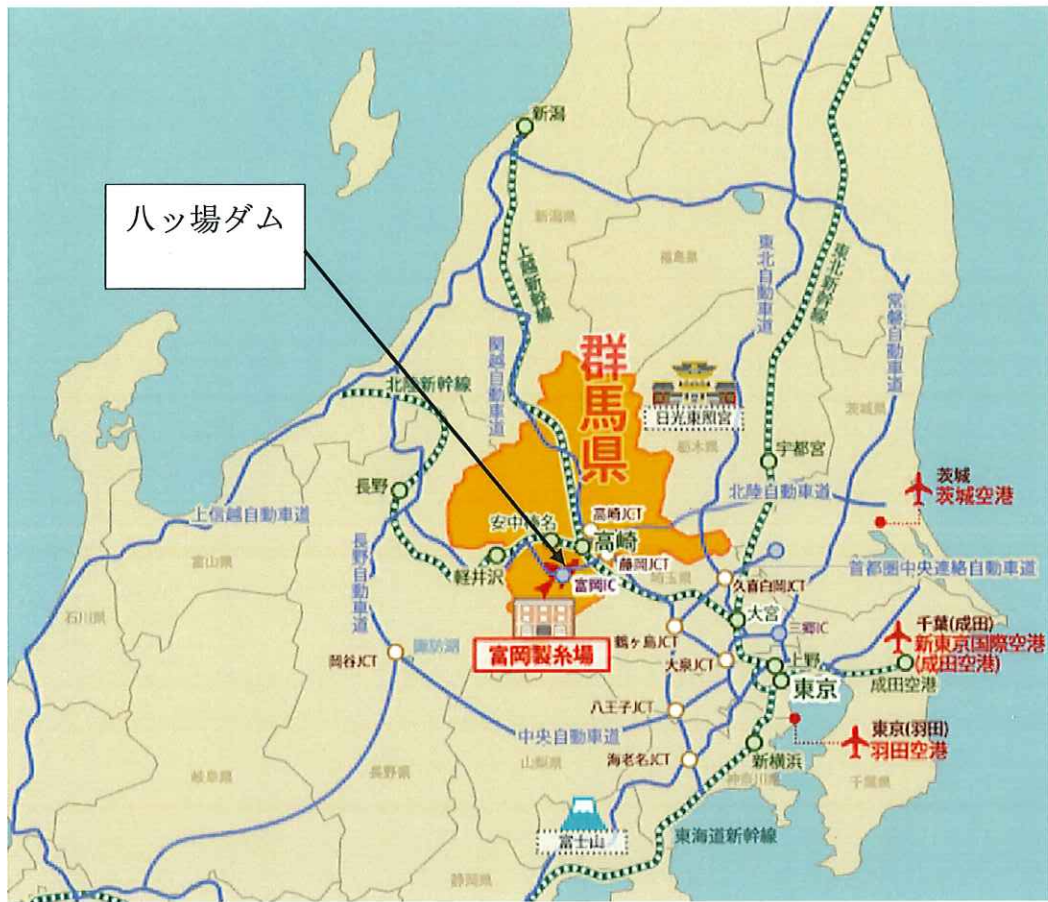 新潟
八ッ場ダム
新潟県
上越新幹線
福島県
東北自動車道
東北新幹線
常磐自動車道
関越自動車道
群馬県
北陸新幹線
日光東照宮
栃木県
茨城県
宇都宮
長野
北陸自動車道
茨城
茨城空港
上信越自動車道
安中榛名
高崎JCT
高崎
藤岡JCT
富山県
長野自動車道
軽井沢
富岡IC
埼玉県
久喜白岡JCT
首都圏中央連絡自動車道
石川県
大宮
三郷IC
千葉(成田)
新東京(国際空港
(成田空港)
富岡製糸場
鶴ヶ島JCT
諏訪湖
岡谷JCT
大泉JCT
上野
東京
成田空港
八王子JCT
中央自動車道
東京(羽田)
羽田空港
海老名JCT
新横浜
山梨県
長野県
岐阜県
神奈川県
千葉県
富士山
東海道新幹線
静岡県